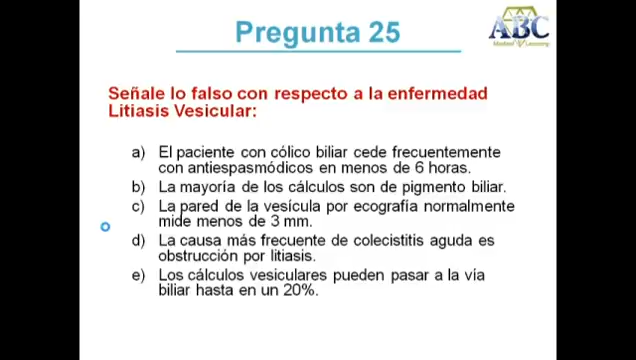 Pregunta 25
ABC
Medical Learning
Señale lo falso con respecto a la enfermedad
Litiasis Vesicular:
a) El paciente con cólico biliar cede frecuentemente
con antiespasmódicos en menos de 6 horas.
b) La mayoría de los cálculos son de pigmento biliar.
c) La pared de la vesícula por ecografía normalmente
mide menos de 3 mm.
d) La causa más frecuente de colecistitis aguda es
obstrucción por litiasis.
e) Los cálculos vesiculares pueden pasar a la vía
biliar hasta en un 20%.